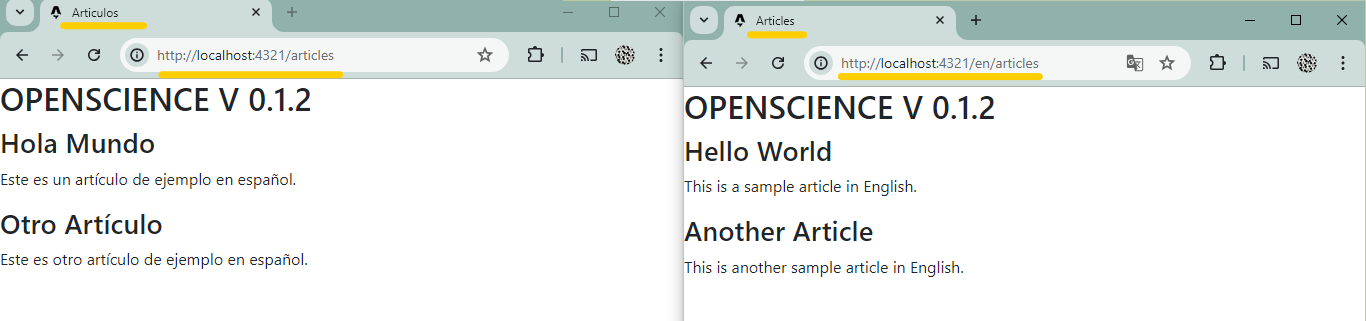 Articulos
http://localhost:4321/articles
OPENSCIENCE V 0.1.2
Hola Mundo
Este es un artículo de ejemplo en español.
Otro Artículo
Este es otro artículo de ejemplo en español.
Articles
http://localhost:4321/en/articles
OPENSCIENCE V 0.1.2
Hello World
This is a sample article in English.
Another Article
This is another sample article in English.